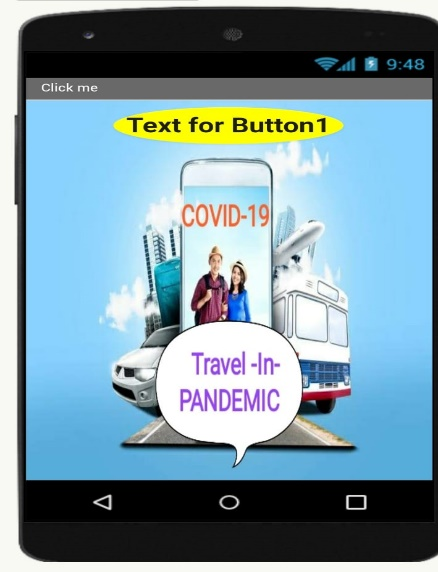 9:48
Click me
Text for Button1
COVID-19
Travel -In-
PANDEMIC